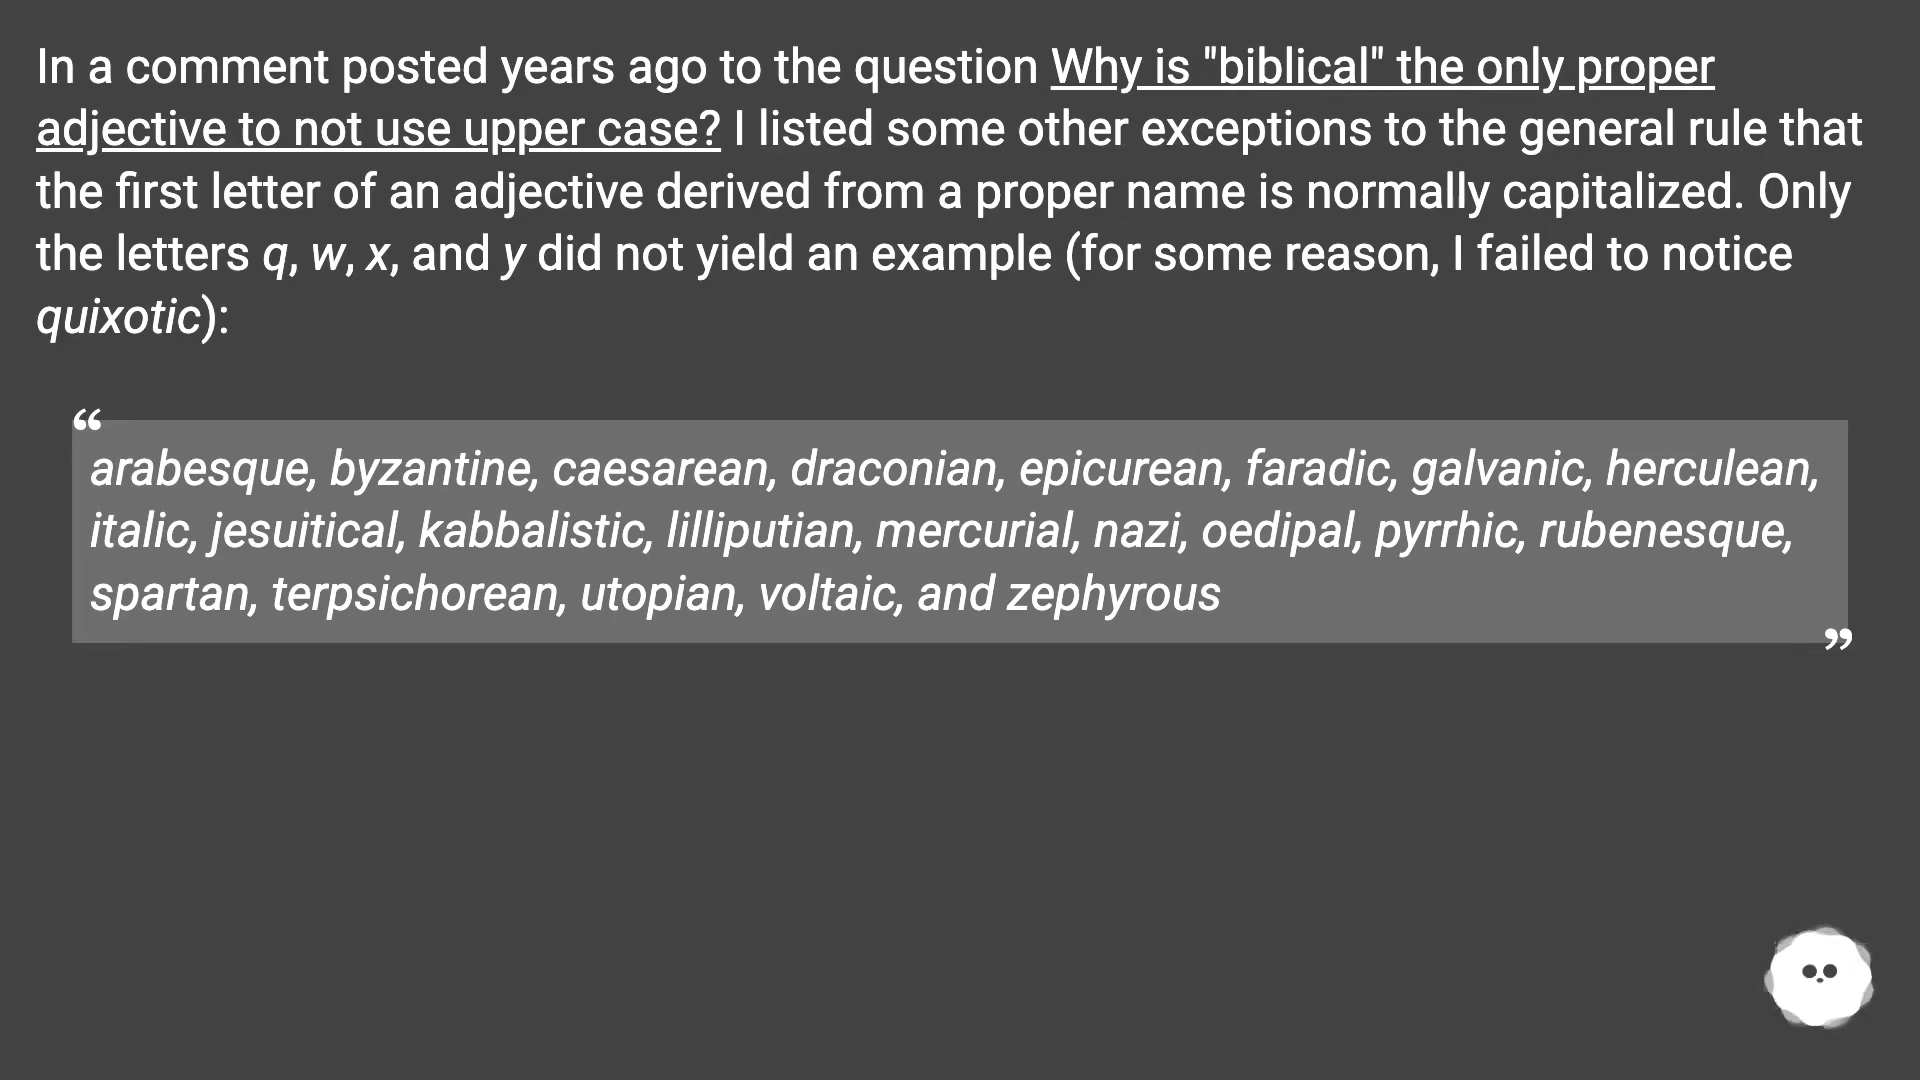 In a comment posted years ago to the question Why is "biblical" the only proper
adjective to not use upper case? I listed some other exceptions to the general rule that
the first letter of an adjective derived from a proper name is normally capitalized. Only
the letters q, w, x, and y did not yield an example (for some reason, I failed to notice
quixotic):
“
arabesque, byzantine, caesarean, draconian, epicurean, faradic, galvanic, herculean,
italic, jesuitical, kabbalistic, lilliputian, mercurial, nazi, oedipal, pyrrhic, rubenesque,
spartan, terpsichorean, utopian, voltaic, and zephyrous
”